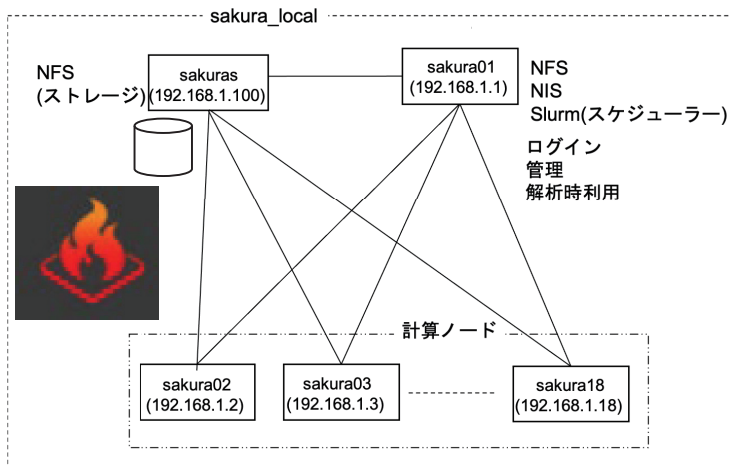 sakura_local
NFS
(ストレージ)
sakuras
(192.168.1.100)
sakura01
(192.168.1.1)
NFS
NIS
Slurm(スケジューラー)
ログイン
管理
解析時利用
計算ノード
sakura02
(192.168.1.2)
sakura03
(192.168.1.3)
sakura18
(192.168.1.18)